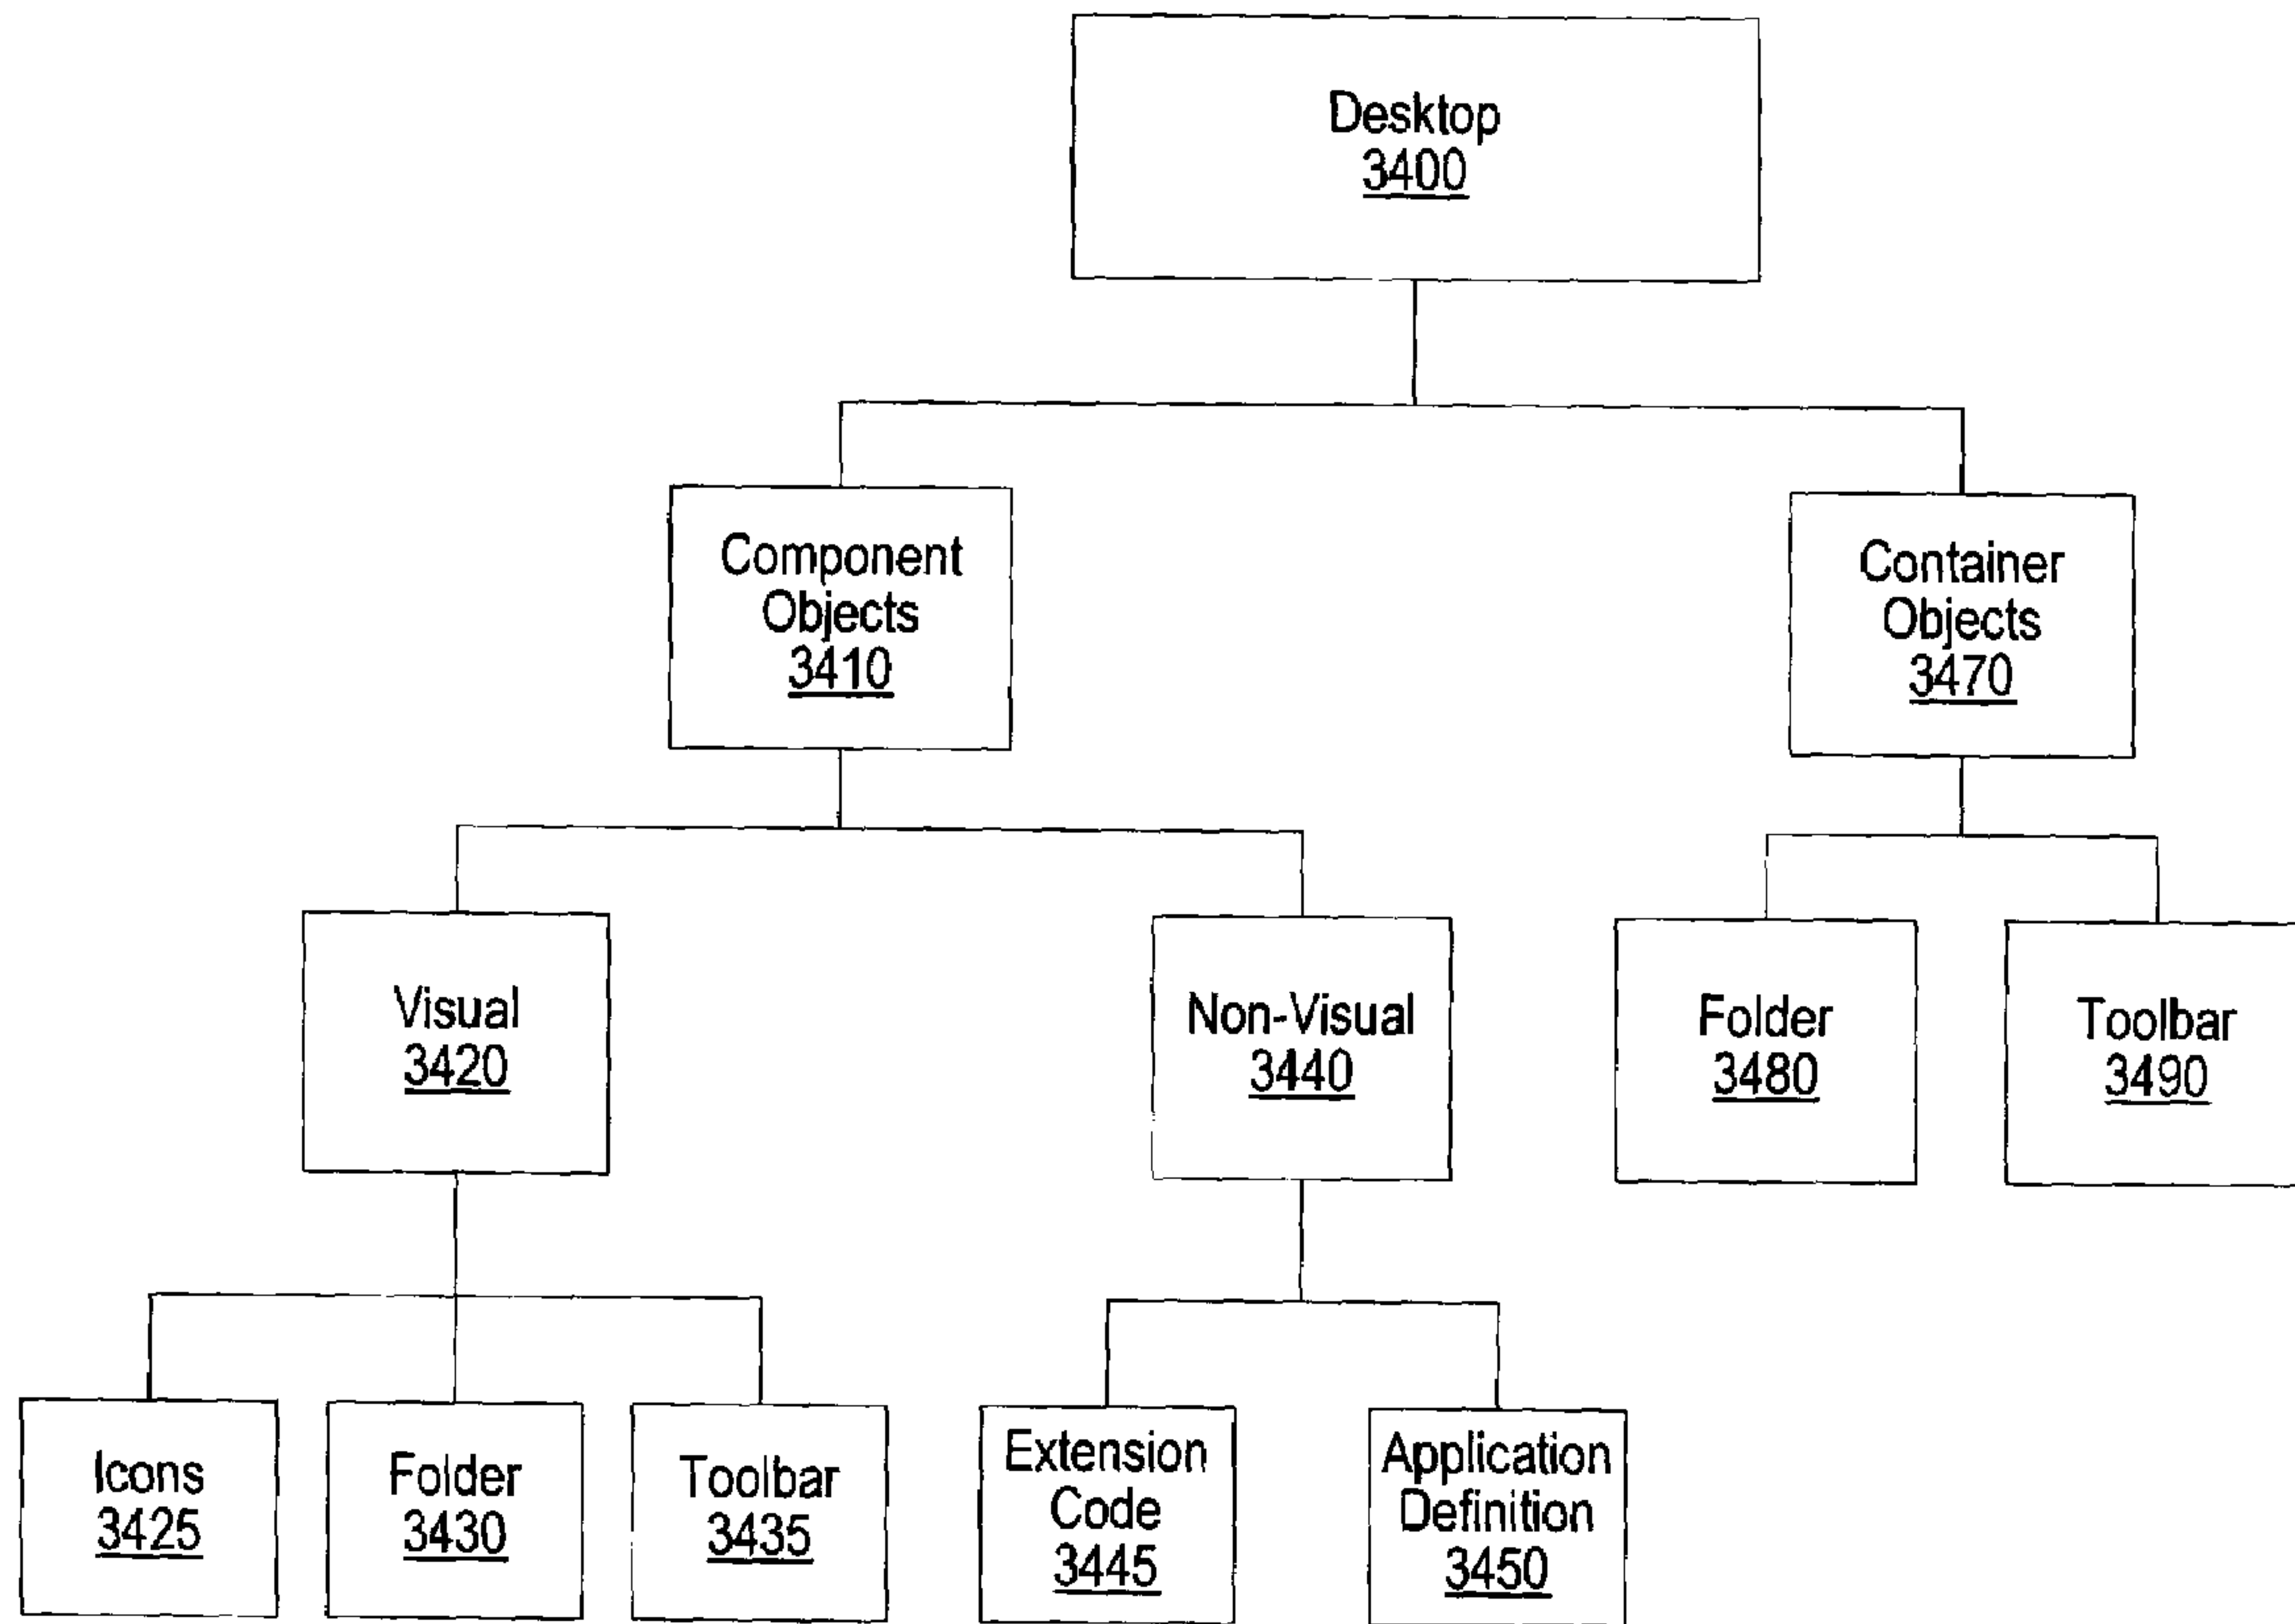 Desktop
3400
Component
Objects
3410
Container
Objects
3470
Visual
3420
Non-Visual
3440
Folder
3480
Toolbar
3490
Icons
3425
Folder
3430
Toolbar
3435
Extension
Code
3445
Application
Definition
3450